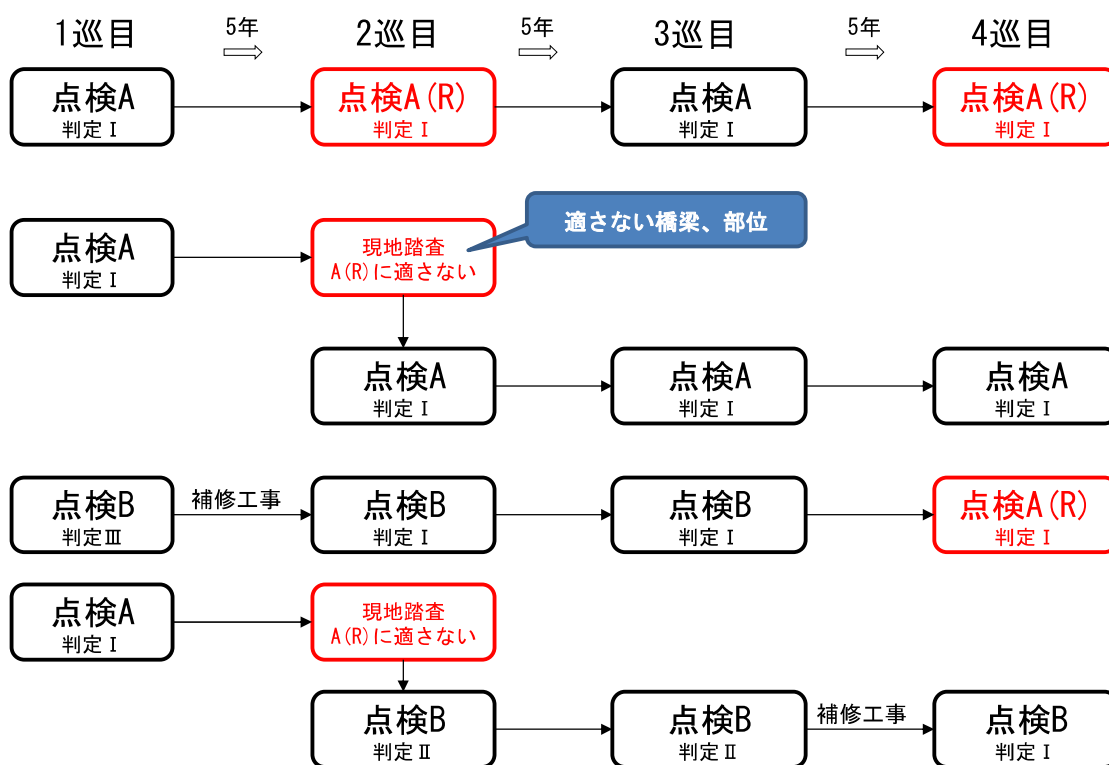 1巡目 5年 2巡目 5年 3巡目 5年 4巡目
点検A 点検A(R) 点検A 点検A(R)
判定Ⅰ 判定Ⅰ 判定Ⅰ 判定Ⅰ
適さない橋梁、部位
点検A 現地踏査
判定Ⅰ A(R)に適さない
点検A 点検A 点検A
判定Ⅰ 判定Ⅰ 判定Ⅰ
点検B 補修工事 点検B 点検B 点検A(R)
判定Ⅲ 判定Ⅰ 判定Ⅰ 判定Ⅰ
点検A 現地踏査
判定Ⅰ A(R)に適さない
点検B 点検B 補修工事 点検B
判定Ⅱ 判定Ⅱ 判定Ⅰ